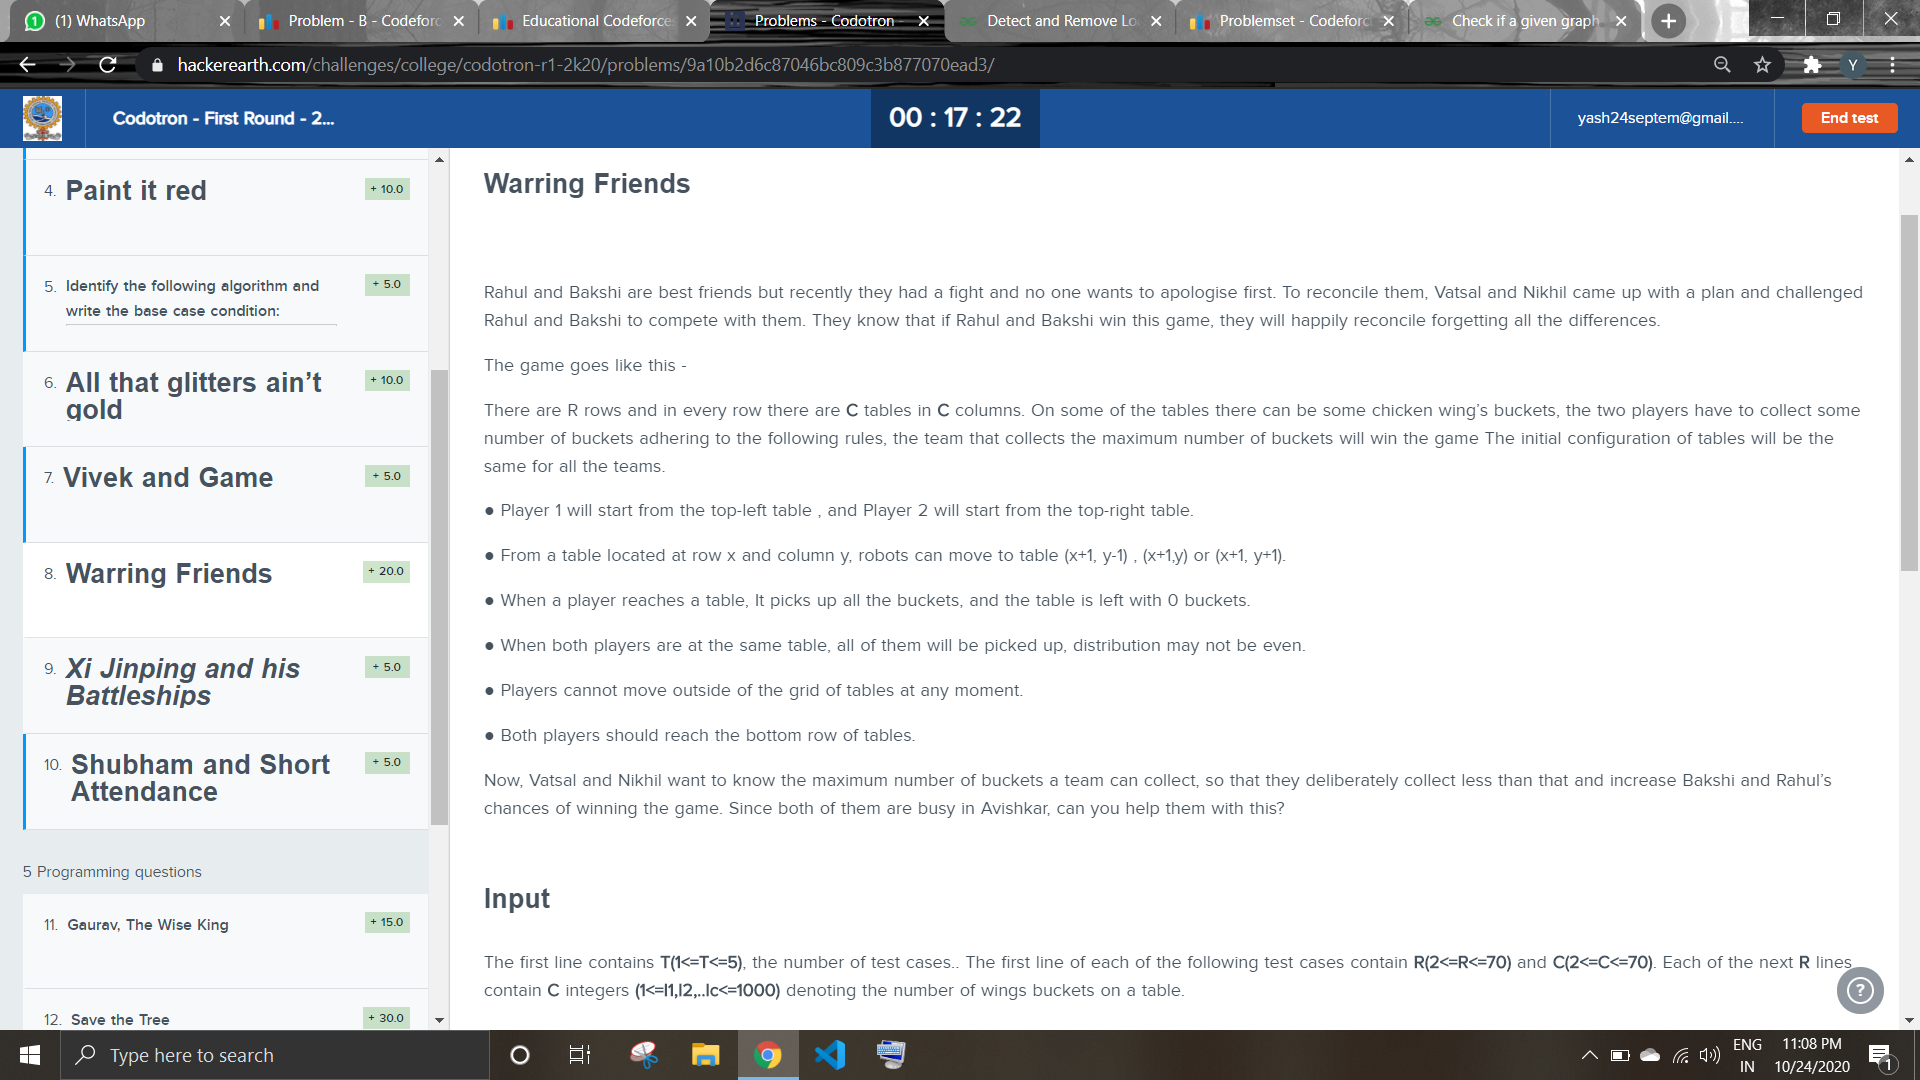 (1) WhatsApp
Problem - B - Codeforc
Educational Codeforce
Problems - Codotron -
Detect and Remove Lo
Problemset - Codeforc
Check if a given graph
hackerearth.com/challenges/college/codotron-r1-2k20/problems/9a10b2d6c87046bc809c3b877070ead3/
Y
Codotron - First Round - 2...
00 : 17 : 22
yash24septem@gmail....
End test
4. Paint it red
+ 10.0
5. Identify the following algorithm and
write the base case condition:
+ 5.0
6. All that glitters ain't
gold
+ 10.0
7. Vivek and Game
+ 5.0
8. Warring Friends
+ 20.0
9. Xi Jinping and his
Battleships
+ 5.0
10. Shubham and Short
Attendance
+ 5.0
5 Programming questions
11. Gaurav, The Wise King
+ 15.0
12. Save the Tree
+ 30.0
Warring Friends
Rahul and Bakshi are best friends but recently they had a fight and no one wants to apologise first. To reconcile them, Vatsal and Nikhil came up with a plan and challenged
Rahul and Bakshi to compete with them. They know that if Rahul and Bakshi win this game, they will happily reconcile forgetting all the differences.
The game goes like this -
There are R rows and in every row there are C tables in C columns. On some of the tables there can be some chicken wing's buckets, the two players have to collect some
number of buckets adhering to the following rules, the team that collects the maximum number of buckets will win the game The initial configuration of tables will be the
same for all the teams.
● Player 1 will start from the top-left table , and Player 2 will start from the top-right table.
● From a table located at row x and column y, robots can move to table (x+1, y-1) , (x+1,y) or (x+1, y+1).
● When a player reaches a table, It picks up all the buckets, and the table is left with 0 buckets.
● When both players are at the same table, all of them will be picked up, distribution may not be even.
● Players cannot move outside of the grid of tables at any moment.
● Both players should reach the bottom row of tables.
Now, Vatsal and Nikhil want to know the maximum number of buckets a team can collect, so that they deliberately collect less than that and increase Bakshi and Rahul's
chances of winning the game. Since both of them are busy in Avishkar, can you help them with this?
Input
The first line contains T(1<=T<=5), the number of test cases.. The first line of each of the following test cases contain R(2<=R<=70) and C(2<=C<=70). Each of the next R lines
contain C integers (1<=I1,I2,..Ic<=1000) denoting the number of wings buckets on a table.
?
Type here to search
ENG
IN
11:08 PM
10/24/2020
1